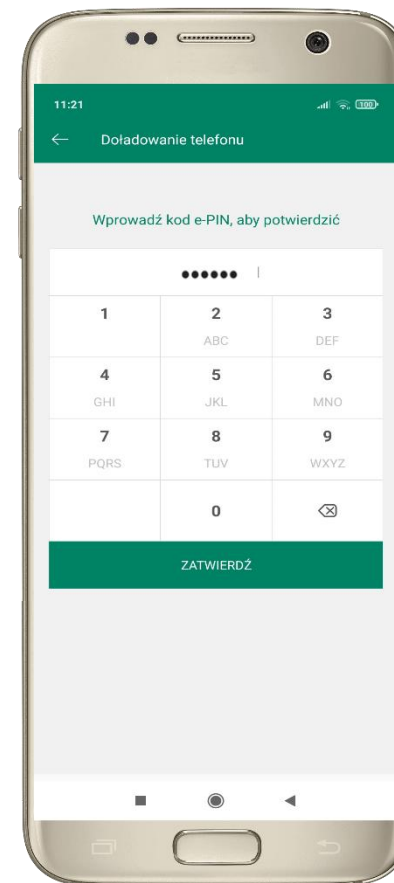 11:21
100
Doładowanie telefonu
Wprowadź kod e-PIN, aby potwierdzić
••••••
1 2 3
ABC DEF
4 5 6
GHI JKL MNO
7 8 9
PQRS TUV WXYZ
0
ZATWIERDŹ